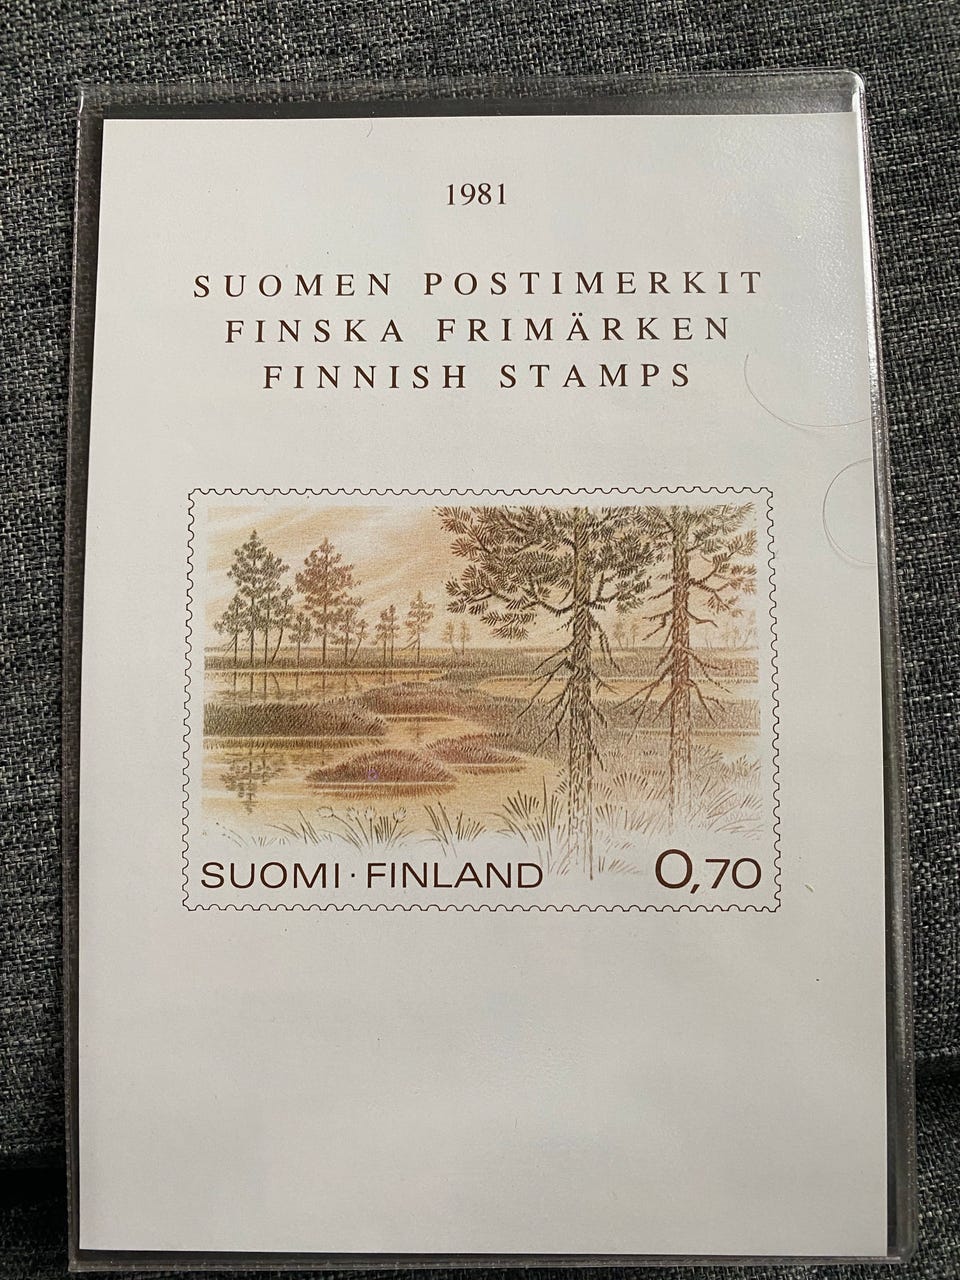 1981
SUOMEN POSTIMERKIT
FINSKA FRIMÄRKEN
FINNISH STAMPS
SUOMI · FINLAND 0,70